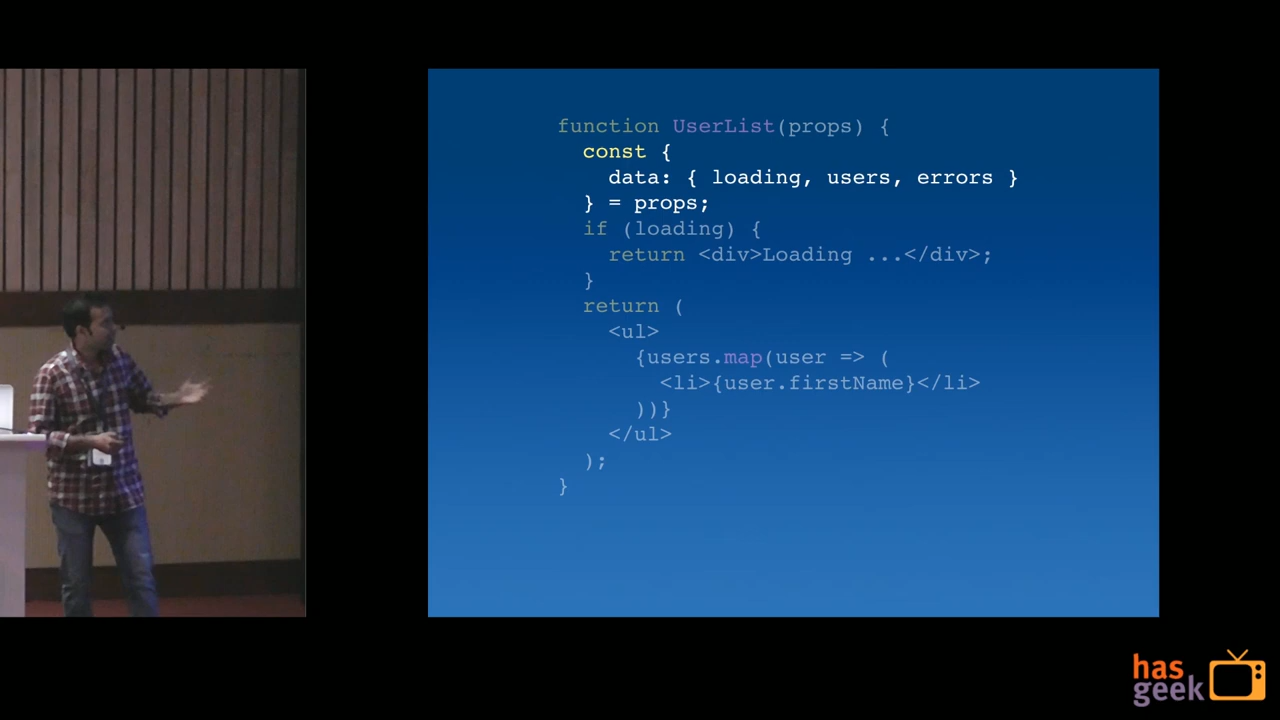 function UserList(props) {
  const {
    data: { loading, users, errors }
  } = props;
  if (loading) {
    return <div>Loading ...</div>;
  }
  return (
    <ul>
      {users.map(user => (
        <li>{user.firstName}</li>
      ))}
    </ul>
  );
}
has
geek